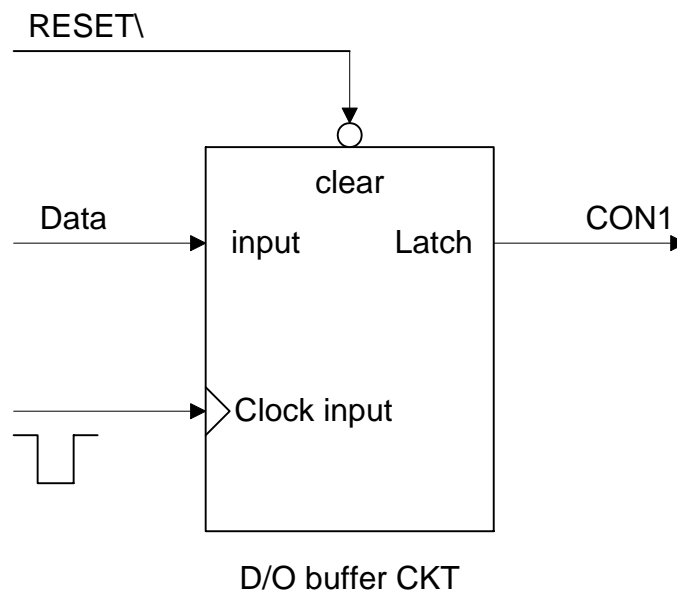 RESET\
clear
Data
input
Latch
CON1
Clock input
D/O buffer CKT